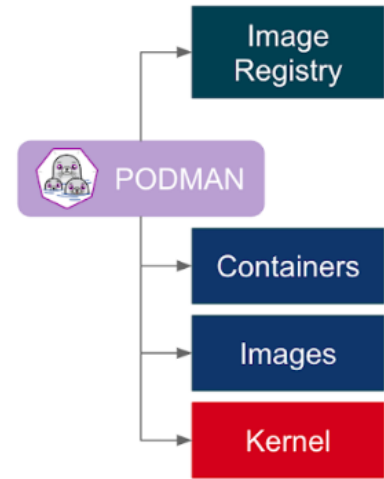 Image
Registry
PODMAN
Containers
Images
Kernel